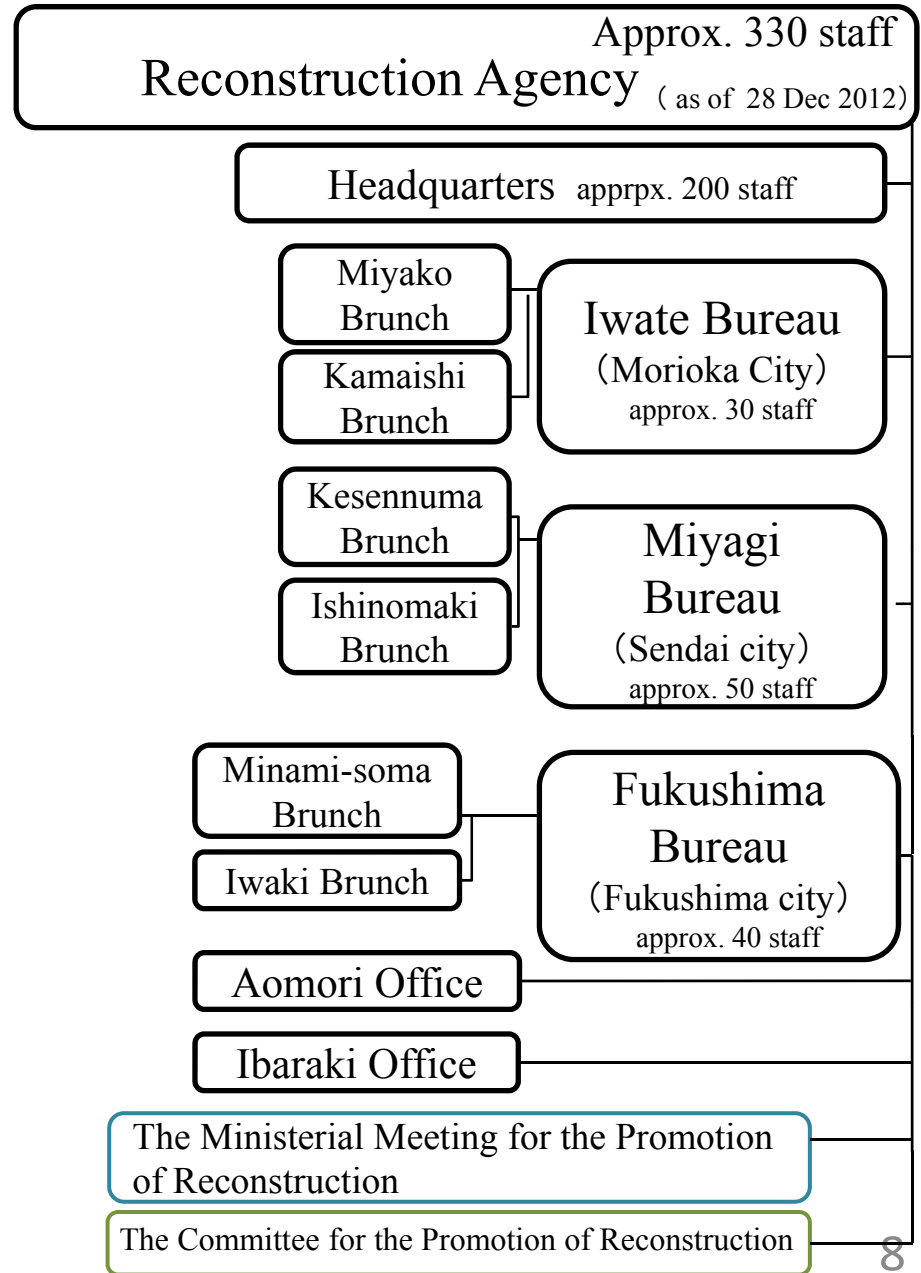 Approx. 330 staff
Reconstruction Agency （ as of 28 Dec 2012）
Headquarters apprpx. 200 staff
Miyako
Brunch
Kamaishi
Brunch
Iwate Bureau
（Morioka City）
approx. 30 staff
Kesennuma
Brunch
Ishinomaki
Brunch
Miyagi
Bureau
（Sendai city）
approx. 50 staff
Minami-soma
Brunch
Iwaki Brunch
Fukushima
Bureau
（Fukushima city）
approx. 40 staff
Aomori Office
Ibaraki Office
The Ministerial Meeting for the Promotion
of Reconstruction
The Committee for the Promotion of Reconstruction
8